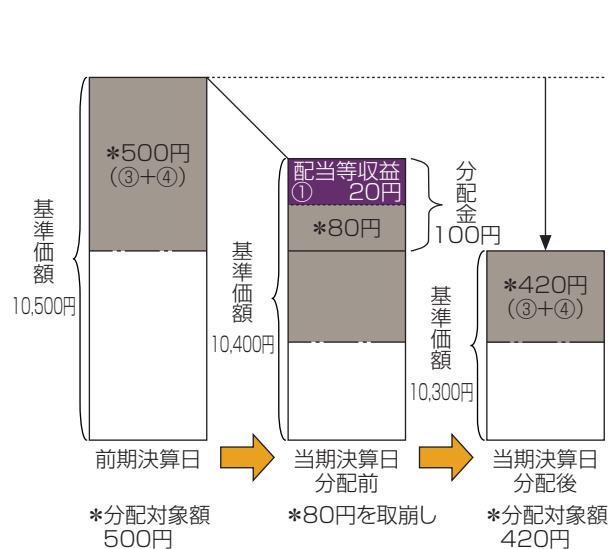 *500円
(③+④)
基準価額
10,500円
配当等収益
① 20円
*80円
分配金
100円
基準価額
10,400円
*420円
(③+④)
基準価額
10,300円
前期決算日
当期決算日
分配前
当期決算日
分配後
*分配対象額
500円
*80円を取崩し
*分配対象額
420円